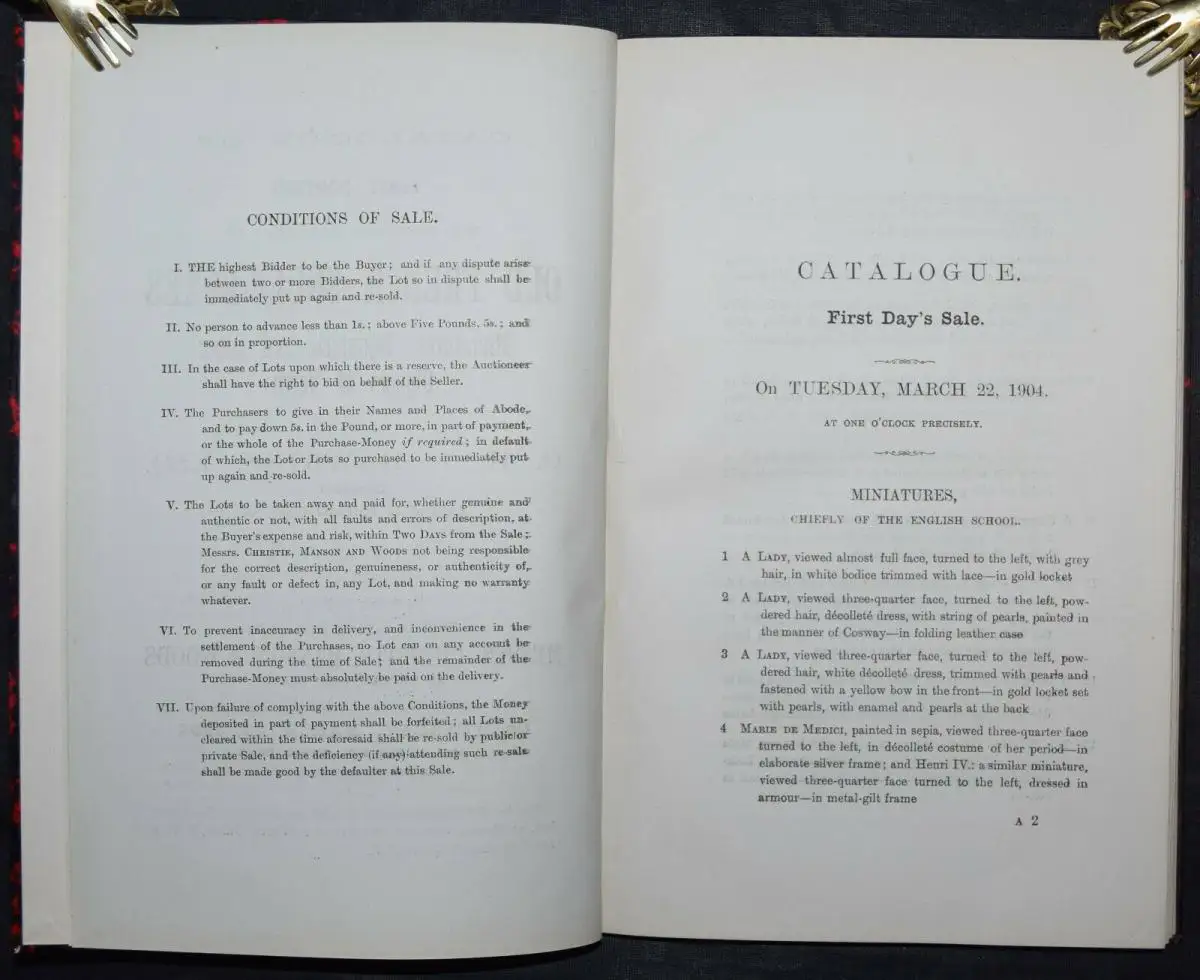 CONDITIONS OF SALE.
I. THE highest Bidder to be the Buyer; and if any dispute arise
between two or more Bidders, the Lot so in dispute shall be
immediately put up again and re-sold.
II. No person to advance less than 1s.; above Five Pounds, 5s.; and
so on in proportion.
III. In the case of Lots upon which there is a reserve, the Auctioneer
shall have the right to bid on behalf of the Seller.
IV. The Purchasers to give in their Names and Places of Abode,
and to pay down 5s. in the Pound, or more, in part of payment,
or the whole of the Purchase-Money if required; in default
of which, the Lot or Lots so purchased to be immediately put
up again and re-sold.
V. The Lots to be taken away and paid for, whether genuine and
authentic or not, with all faults and errors of description, at
the Buyer's expense and risk, within Two Days from the Sale;
Messrs. Christie, Manson and Woods not being responsible
for the correct description, genuineness, or authenticity of,
or any fault or defect in, any Lot, and making no warranty
whatever.
VI. To prevent inaccuracy in delivery, and inconvenience in the
settlement of the Purchases, no Lot can on any account be
removed during the time of Sale; and the remainder of the
Purchase-Money must absolutely be paid on the delivery.
VII. Upon failure of complying with the above Conditions, the Money
deposited in part of payment shall be forfeited; all Lots un-
cleared within the time aforesaid shall be re-sold by public or
private Sale, and the deficiency (if any) attending such re-sale
shall be made good by the defaulter at this Sale.
CATALOGUE.
First Day's Sale.
On TUESDAY, MARCH 22, 1904,
AT ONE O'CLOCK PRECISELY.
MINIATURES,
CHIEFLY OF THE ENGLISH SCHOOL.
1 A Lady, viewed almost full face, turned to the left, with grey
hair, in white bodice trimmed with lace—in gold locket
2 A Lady, viewed three-quarter face, turned to the left, pow-
dered hair, décolleté dress, with string of pearls, painted in
the manner of Cosway—in folding leather case
3 A Lady, viewed three-quarter face, turned to the left, pow-
dered hair, white décolleté dress, trimmed with pearls and
fastened with a yellow bow in the front—in gold locket set
with pearls, with enamel and pearls at the back
4 Marie de Medici, painted in sepia, viewed three-quarter face
turned to the left, in décolleté costume of her period—in
elaborate silver frame; and Henri IV.: a similar miniature,
viewed three-quarter face turned to the left, dressed in
armour—in metal-gilt frame
A 2